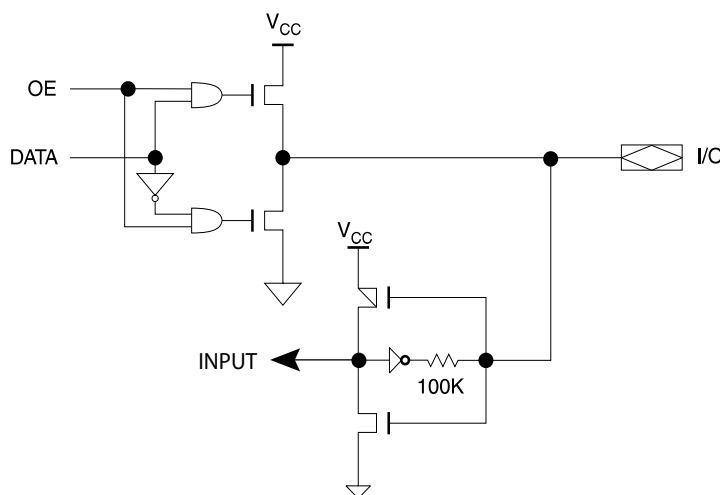 VCC
OE
DATA
I/O
VCC
INPUT
100K